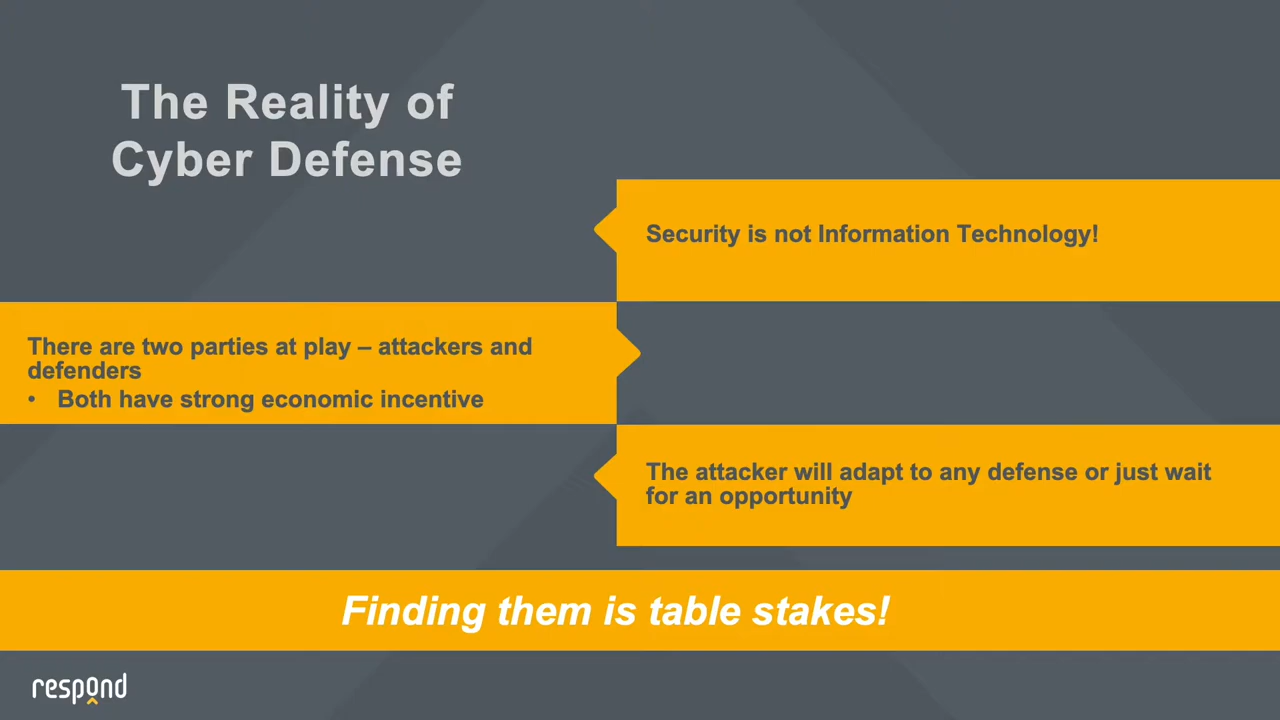 The Reality of
Cyber Defense
Security is not Information Technology!
There are two parties at play – attackers and
defenders
• Both have strong economic incentive
The attacker will adapt to any defense or just wait
for an opportunity
Finding them is table stakes!
respond